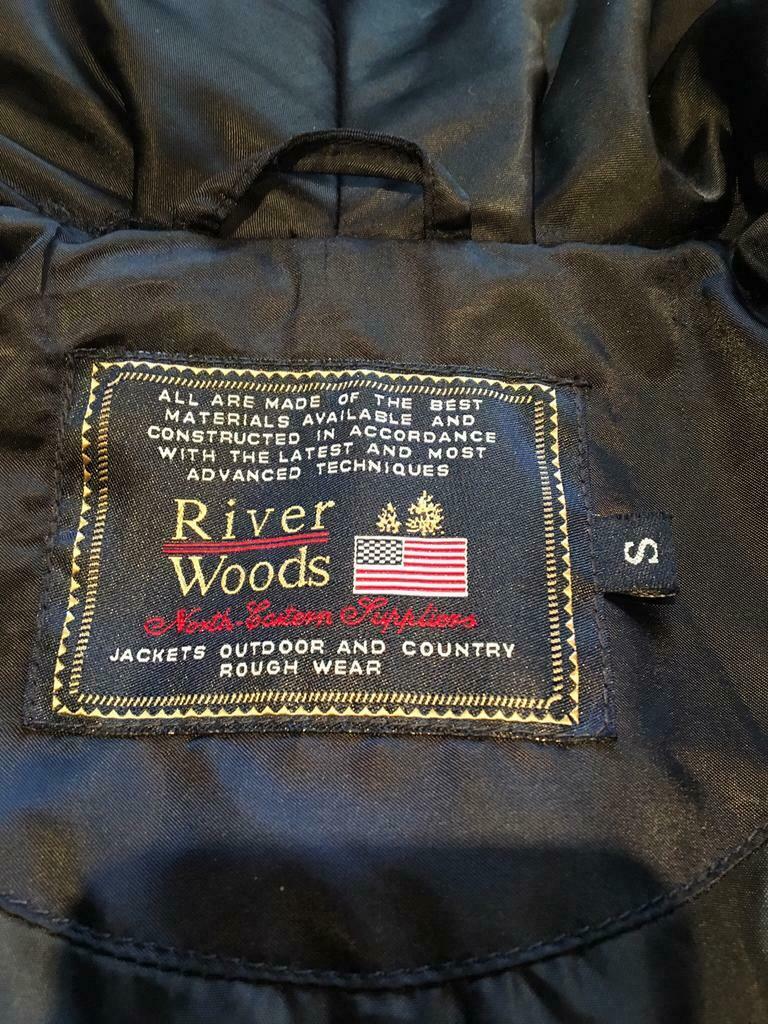 ALL ARE MADE OF THE BEST
MATERIALS AVAILABLE AND
CONSTRUCTED IN ACCORDANCE
WITH THE LATEST AND MOST
ADVANCED TECHNIQUES
River
Woods
North-Eastern Suppliers
JACKETS OUTDOOR AND COUNTRY
ROUGH WEAR
S